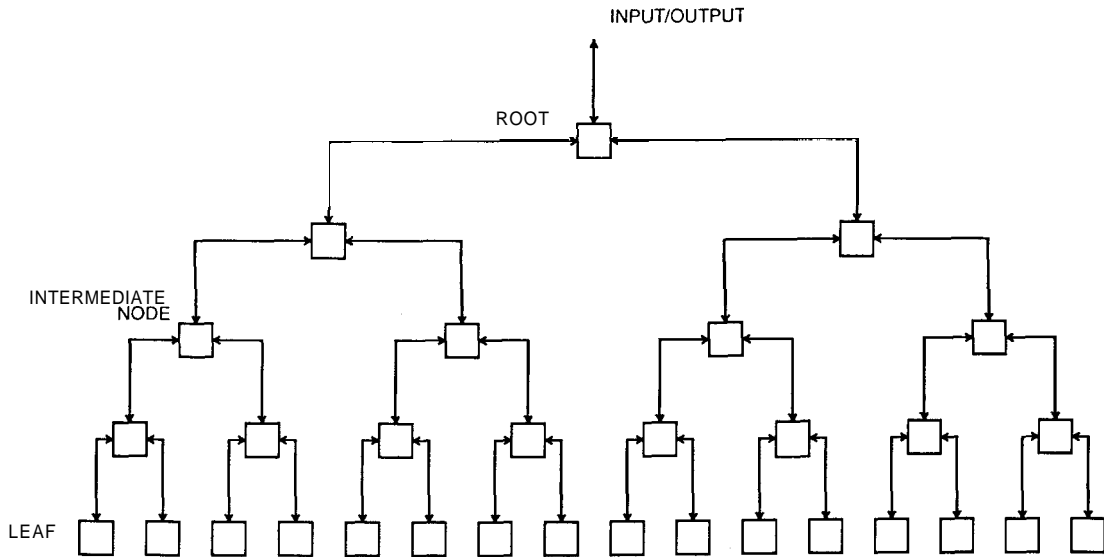 INPUT/OUTPUT
ROOT
INTERMEDIATE
NODE
LEAF